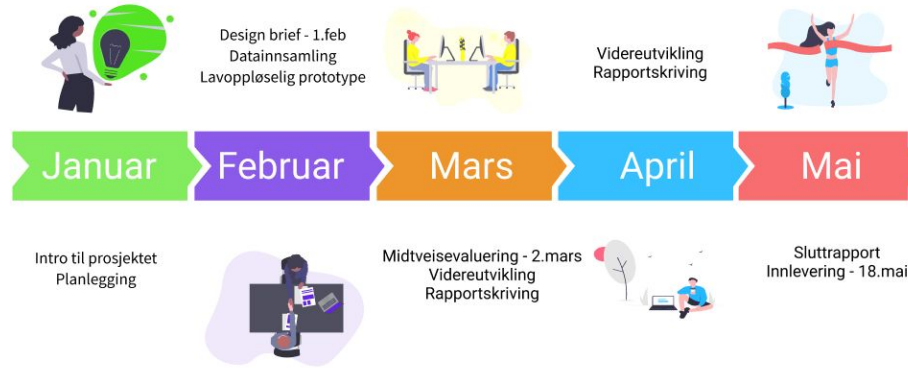 Design brief - 1.feb
Datainnsamling
Lavoppløselig prototype
Videreutvikling
Rapportskriving
Januar
Februar
Mars
April
Mai
Intro til prosjektet
Planlegging
Midtveisevaluering - 2.mars
Videreutvikling
Rapportskriving
Sluttrapport
Innlevering - 18.mai